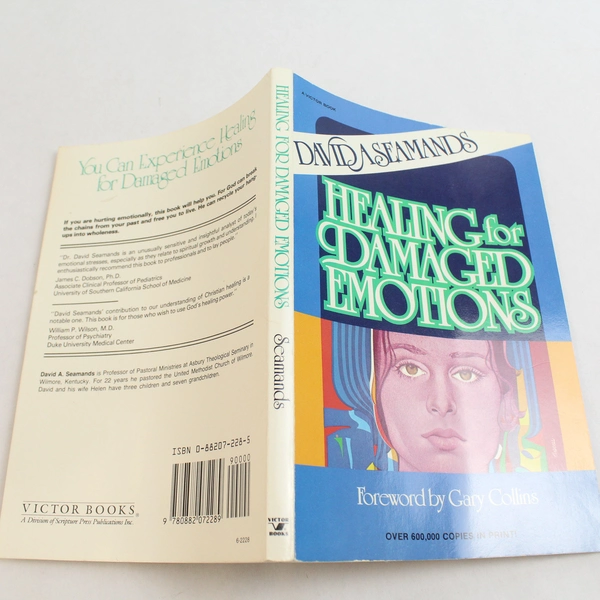 You Can Experience Healing
for Damaged Emotions
If you are hurting emotionally, this book will help you. For God can break
the chains from your past and free you to live. He can recycle your hang-
ups into wholeness.
"Dr. David Seamands is an unusually sensitive and insightful analyst of today's
emotional stresses, especially as they relate to spiritual growth and understanding. I
enthusiastically recommend this book to professionals and to lay people."
James C. Dobson, Ph.D.
Associate Clinical Professor of Pediatrics
University of Southern California School of Medicine
"David Seamands' contribution to our understanding of Christian healing is a
notable one. This book is for those who wish to use God's healing power."
William P. Wilson, M.D.
Professor of Psychiatry
Duke University Medical Center
David A. Seamands is Professor of Pastoral Ministries at Asbury Theological Seminary in
Wilmore, Kentucky. For 22 years he pastored the United Methodist Church of Wilmore.
David and his wife Helen have three children and seven grandchildren.
ISBN 0-88207-228-5
90000
9 780882 072289
VICTOR BOOKS®
A Division of Scripture Press Publications Inc.
6-2228
HEALING FOR DAMAGED EMOTIONS
Seamands
VICTOR
BOOKS
A VICTOR BOOK
DAVID A. SEAMANDS
HEALING for
DAMAGED
EMOTIONS
Foreword by Gary Collins
OVER 600,000 COPIES IN PRINT!